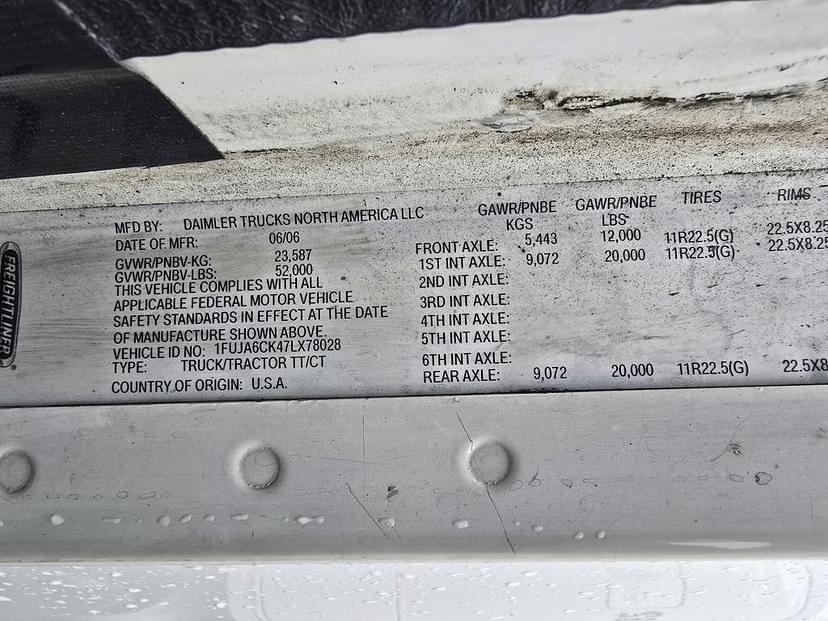 FREIGHTLINER
MFD BY: DAIMLER TRUCKS NORTH AMERICA LLC
DATE OF MFR: 06/06
GVWR/PNBV-KG: 23,587
GVWR/PNBV-LBS: 52,000
THIS VEHICLE COMPLIES WITH ALL
APPLICABLE FEDERAL MOTOR VEHICLE
SAFETY STANDARDS IN EFFECT AT THE DATE
OF MANUFACTURE SHOWN ABOVE.
VEHICLE ID NO: 1FUJA6CK47LX78028
TYPE: TRUCK/TRACTOR TT/CT
COUNTRY OF ORIGIN: U.S.A.
GAWR/PNBE GAWR/PNBE TIRES RIMS
KGS LBS
FRONT AXLE: 5,443 12,000 11R22.5(G) 22.5X8.25
1ST INT AXLE: 9,072 20,000 11R22.5(G) 22.5X8.25
2ND INT AXLE:
3RD INT AXLE:
4TH INT AXLE:
5TH INT AXLE:
6TH INT AXLE:
REAR AXLE: 9,072 20,000 11R22.5(G) 22.5X8